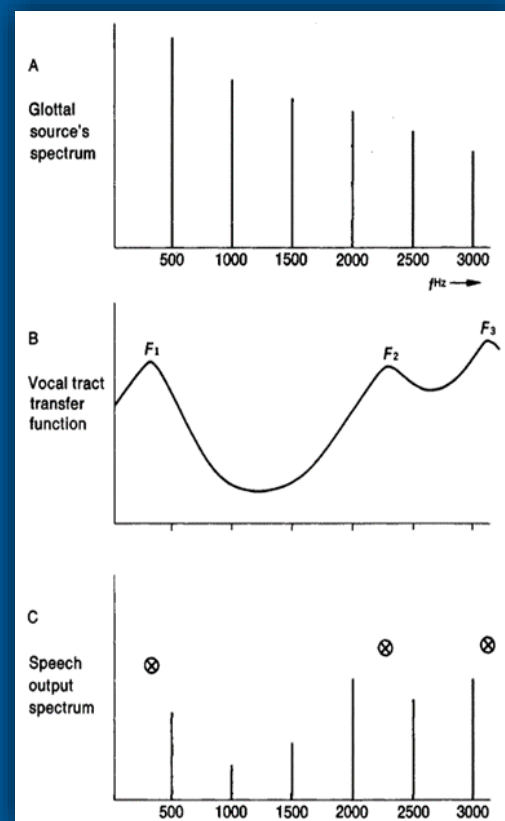 A
Glottal
source's
spectrum
500 1000 1500 2000 2500 3000
fHz
B
Vocal tract
transfer
function
F1
F2
F3
C
Speech
output
spectrum
500 1000 1500 2000 2500 3000